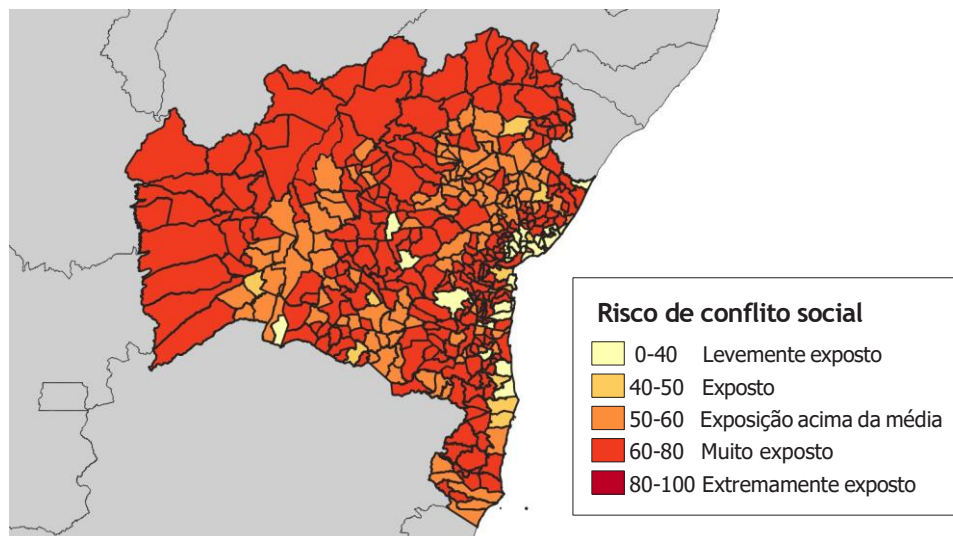 Risco de conflito social
0-40 Levemente exposto
40-50 Exposto
50-60 Exposição acima da média
60-80 Muito exposto
80-100 Extremamente exposto